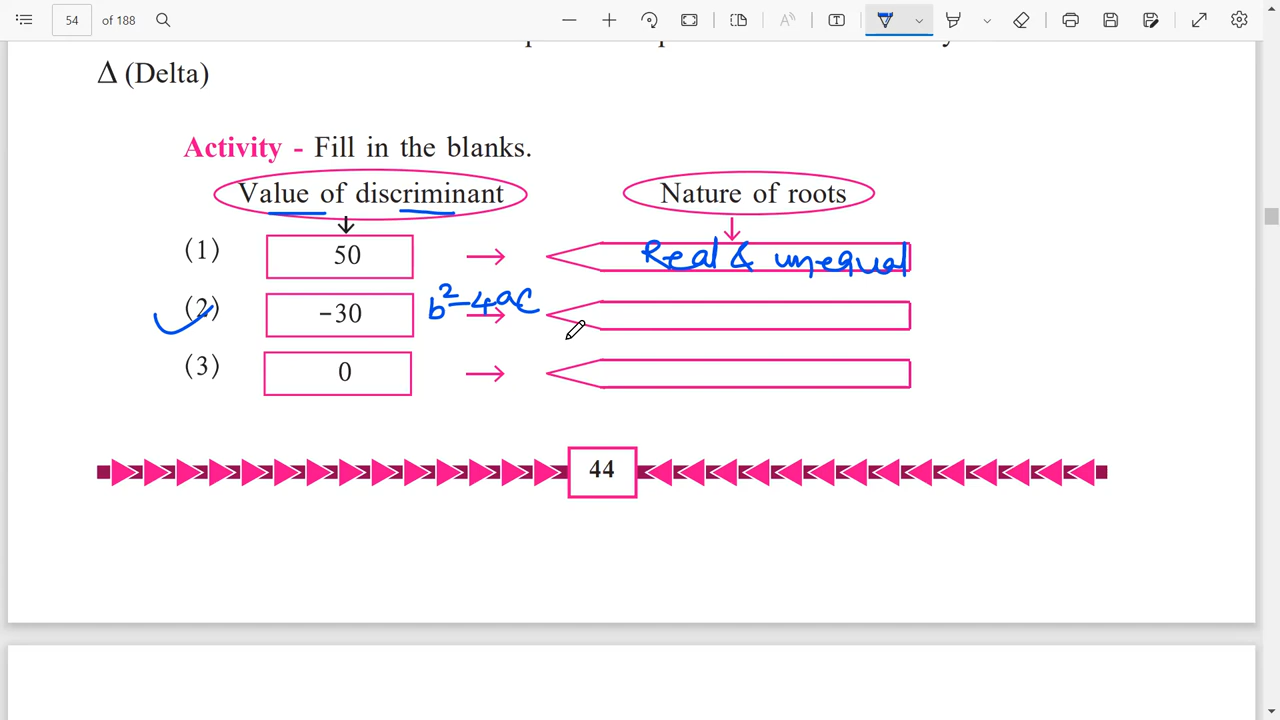 54 of 188
Δ (Delta)
Activity - Fill in the blanks.
Value of discriminant Nature of roots
(1) 50 → Real & unequal
(2) -30 b²-4ac →
(3) 0 →
44